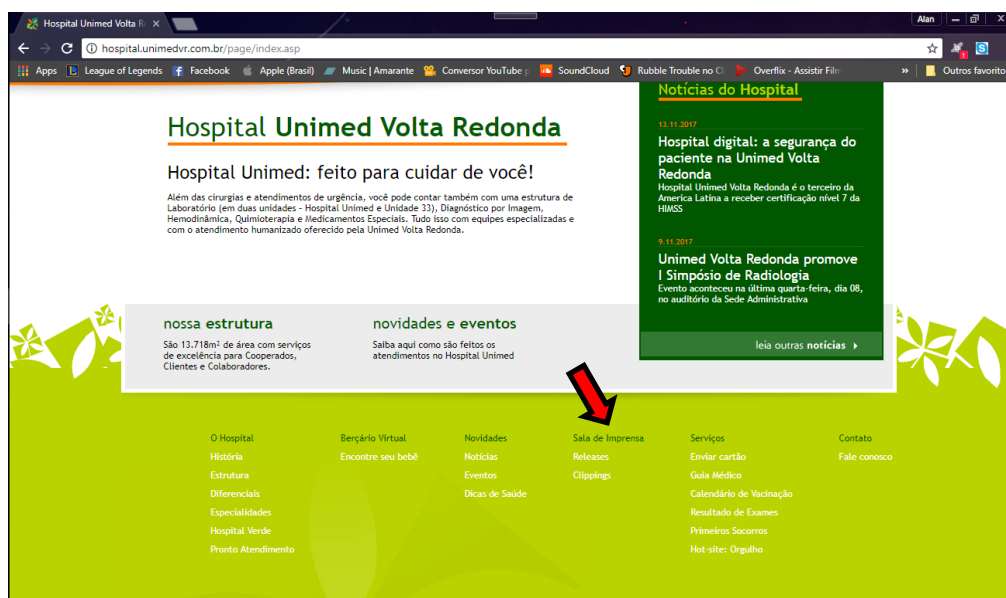 Hospital Unimed Volta R
Alan
hospital.unimedvr.com.br/page/index.asp
Apps
League of Legends
Facebook
Apple (Brasil)
Music | Amarante
Conversor YouTube
SoundCloud
Rubble Trouble no C
Overflix - Assistir Film
»
Outros favorito
Hospital Unimed Volta Redonda
Hospital Unimed: feito para cuidar de você!
Além das cirurgias e atendimentos de urgência, você pode contar também com uma estrutura de
Laboratório (em duas unidades - Hospital Unimed e Unidade 33), Diagnóstico por Imagem,
Hemodinâmica, Quimioterapia e Medicamentos Especiais. Tudo isso com equipes especializadas e
com o atendimento humanizado oferecido pela Unimed Volta Redonda.
Notícias do Hospital
13.11.2017
Hospital digital: a segurança do
paciente na Unimed Volta
Redonda
Hospital Unimed Volta Redonda é o terceiro da
America Latina a receber certificação nível 7 da
HIMSS
9.11.2017
Unimed Volta Redonda promove
I Simpósio de Radiologia
Evento aconteceu na última quarta-feira, dia 08,
no auditório da Sede Administrativa
leia outras notícias
nossa estrutura
São 13.718m² de área com serviços
de excelência para Cooperados,
Clientes e Colaboradores.
novidades e eventos
Saiba aqui como são feitos os
atendimentos no Hospital Unimed
O Hospital
História
Estrutura
Diferenciais
Especialidades
Hospital Verde
Pronto Atendimento
Berçário Virtual
Encontre seu bebê
Novidades
Notícias
Eventos
Dicas de Saúde
Sala de Imprensa
Releases
Clippings
Serviços
Enviar cartão
Guia Médico
Calendário de Vacinação
Resultado de Exames
Primeiros Socorros
Hot-site: Orgulho
Contato
Fale conosco